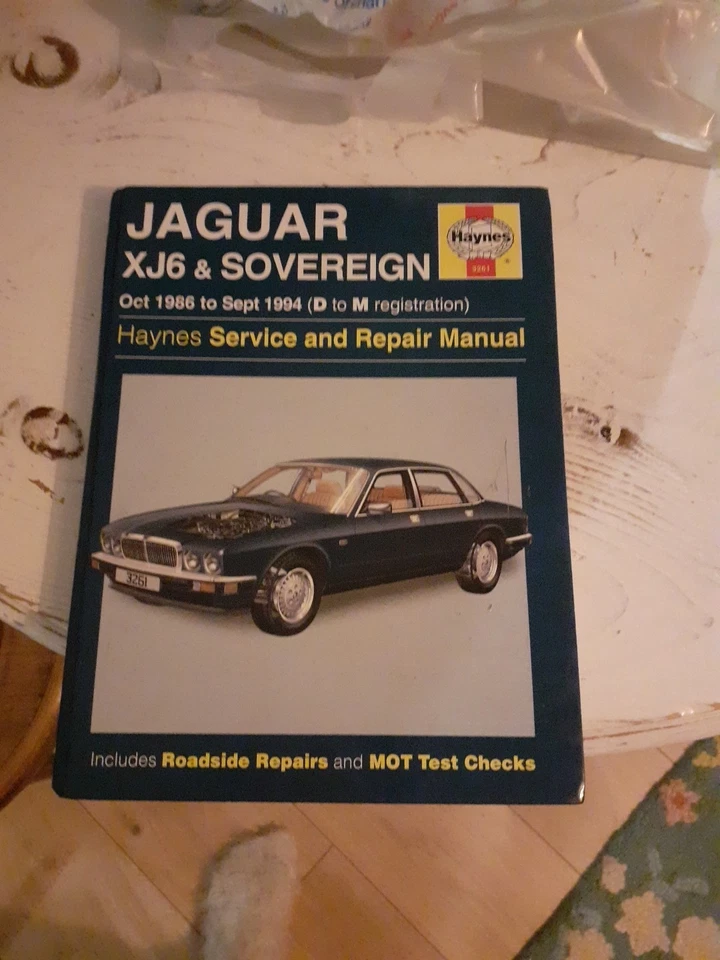 JAGUAR
XJ6 & SOVEREIGN
Haynes
3261
Oct 1986 to Sept 1994 (D to M registration)
Haynes Service and Repair Manual
3261
Includes Roadside Repairs and MOT Test Checks